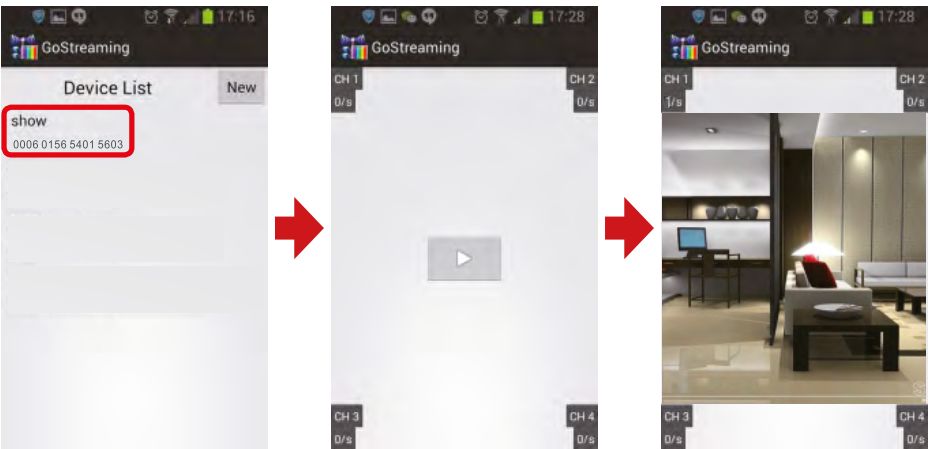 17:16
GoStreaming
Device List
New
show
0006 0156 5401 5603
17:28
GoStreaming
CH 1
CH 2
0/s
0/s
CH 3
CH 4
0/s
0/s
17:28
GoStreaming
CH 1
CH 2
1/s
0/s
CH 3
CH 4
0/s
0/s